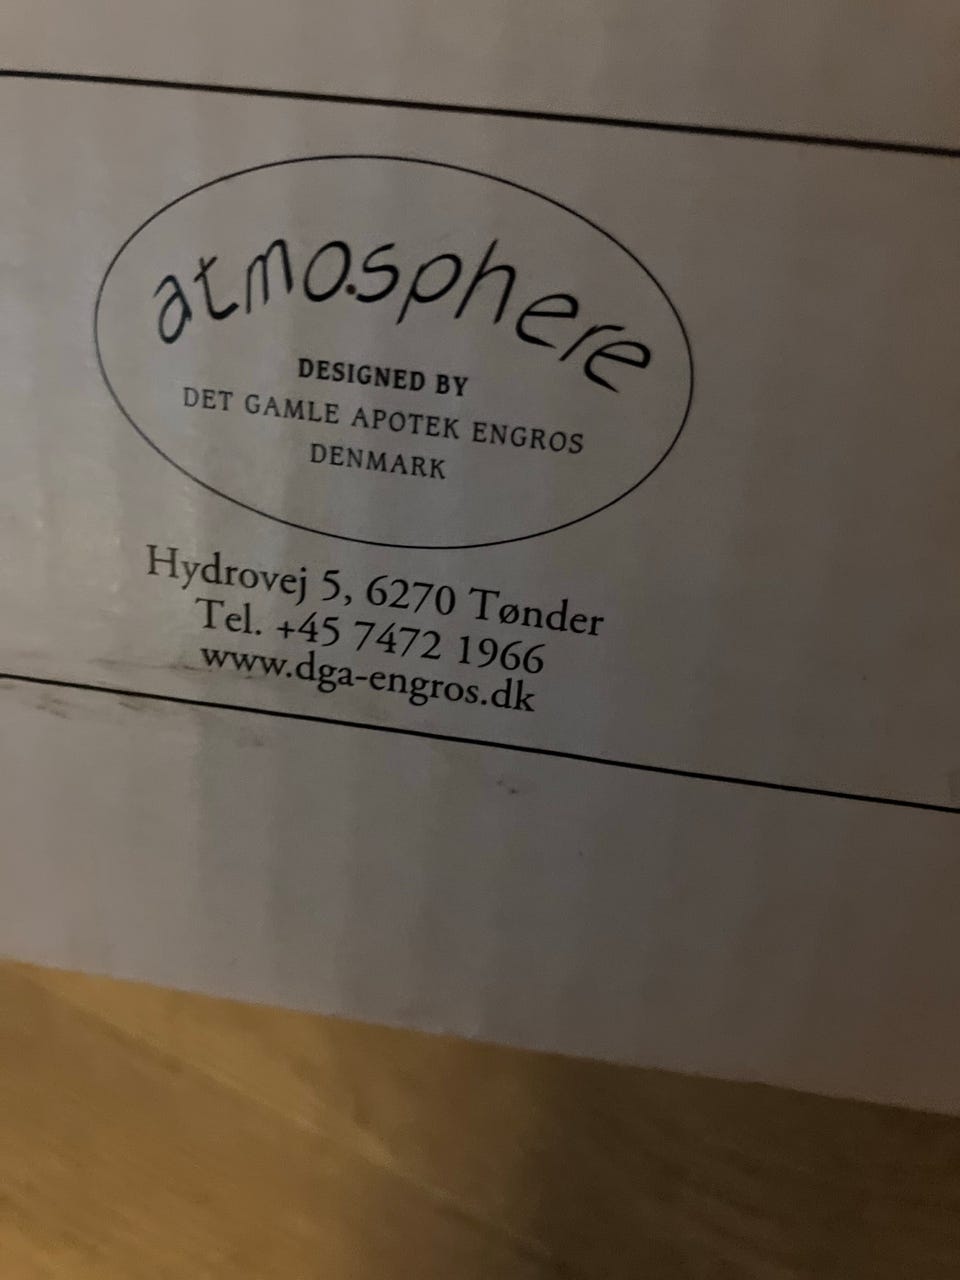 atmosphere
DESIGNED BY
DET GAMLE APOTEK ENGROS
DENMARK
Hydrovej 5, 6270 Tønder
Tel. +45 7472 1966
www.dga-engros.dk